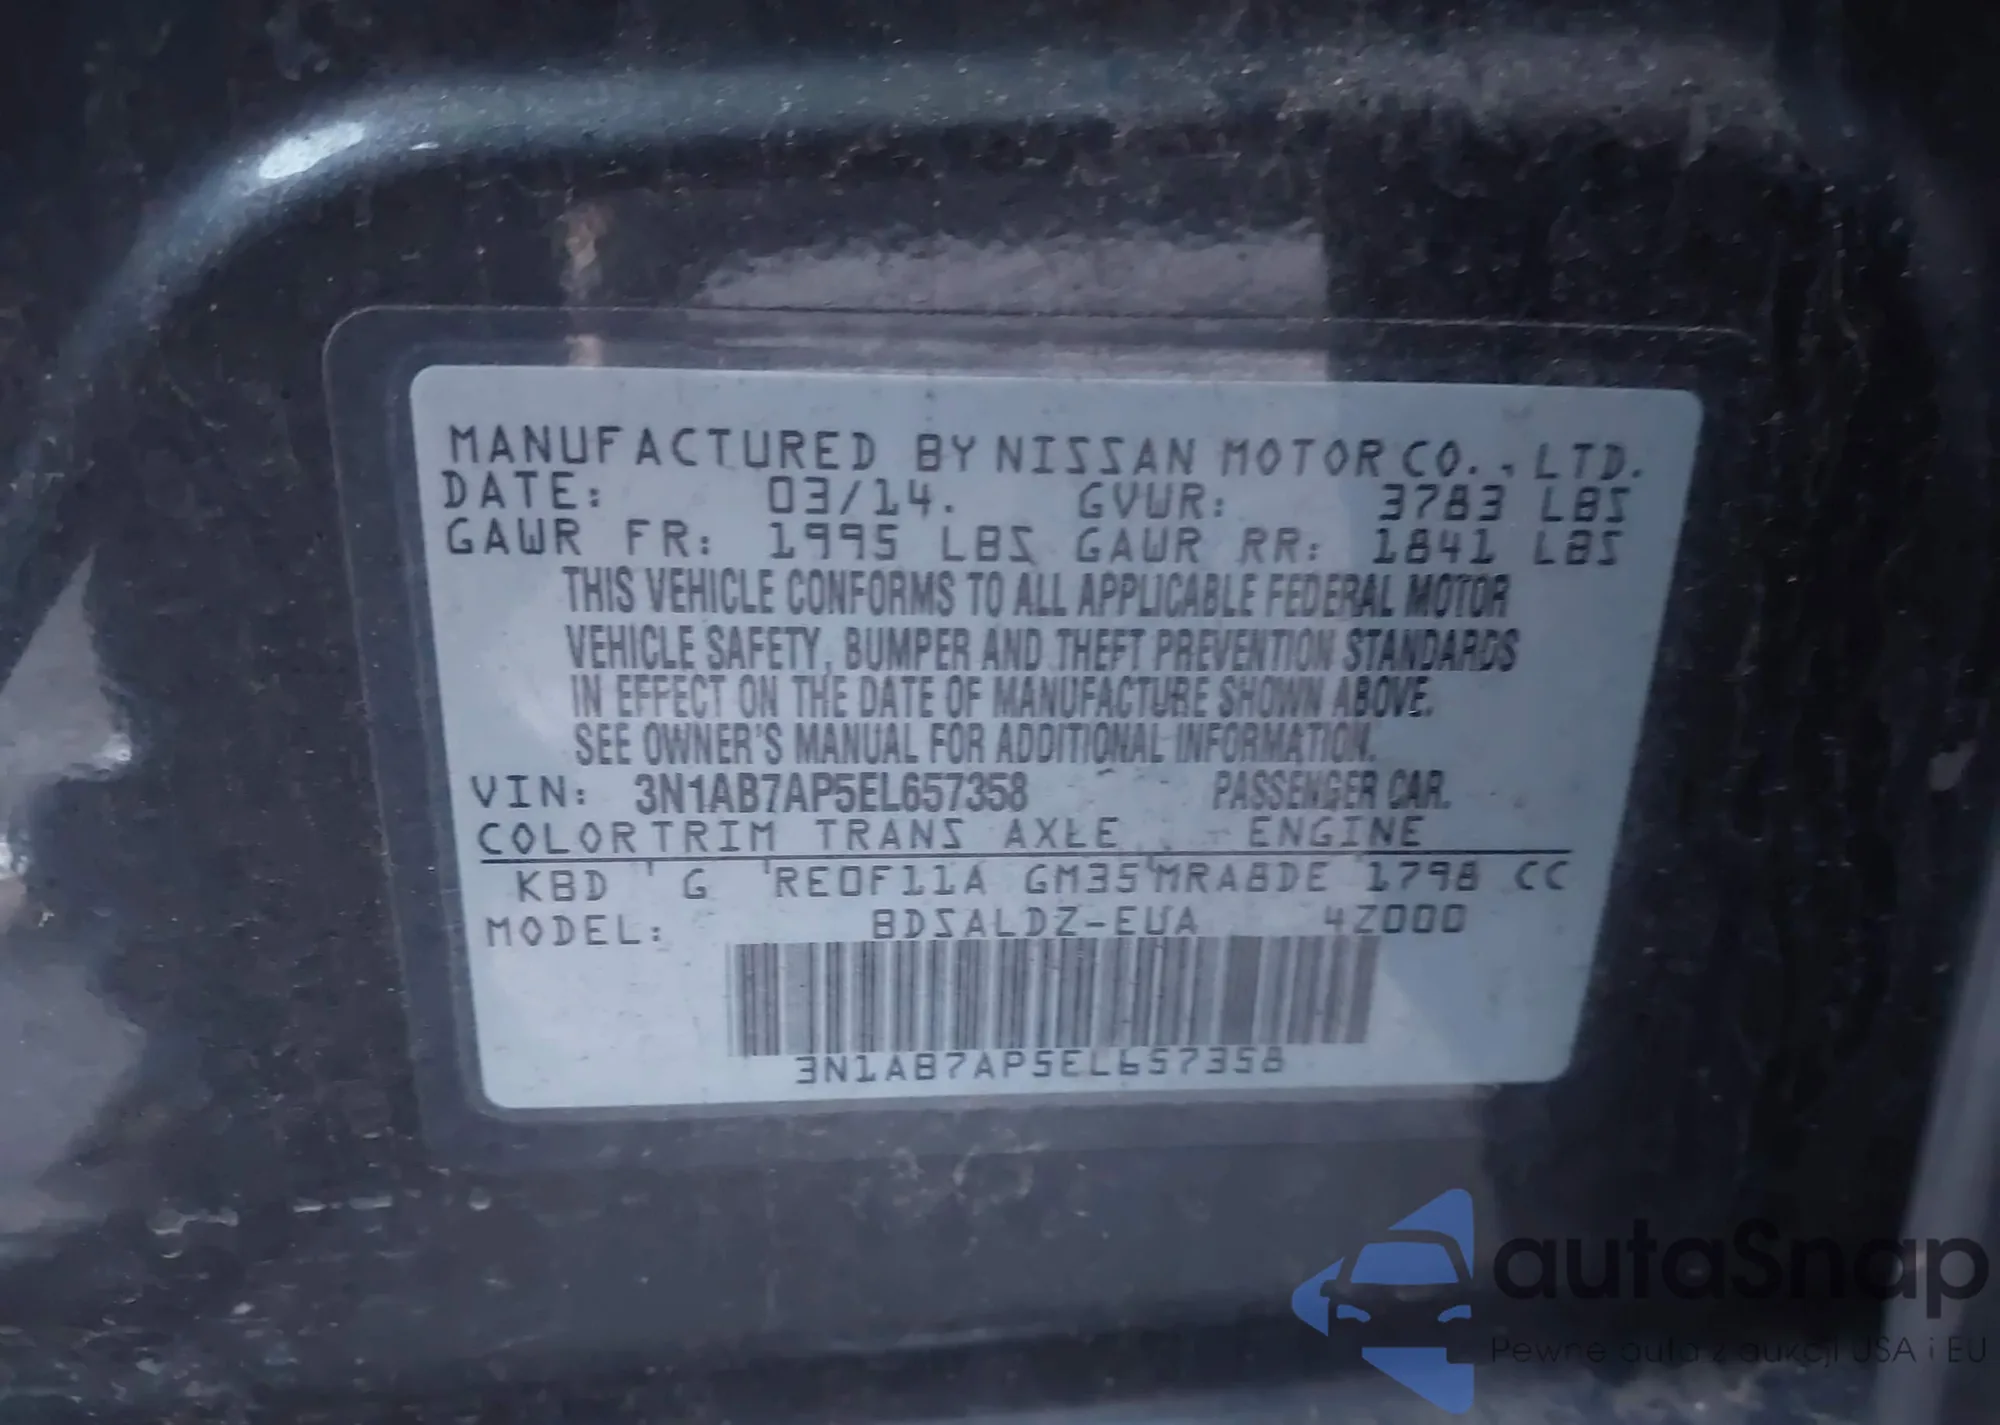 MANUFACTURED BY NISSAN MOTOR CO., LTD.
DATE: 03/14. GVWR: 3783 LBS
GAWR FR: 1995 LBS GAWR RR: 1841 LBS
THIS VEHICLE CONFORMS TO ALL APPLICABLE FEDERAL MOTOR
VEHICLE SAFETY, BUMPER AND THEFT PREVENTION STANDARDS
IN EFFECT ON THE DATE OF MANUFACTURE SHOWN ABOVE.
SEE OWNER'S MANUAL FOR ADDITIONAL INFORMATION.
VIN: 3N1AB7AP5EL657358 PASSENGER CAR.
COLOR TRIM TRANS AXLE ENGINE
KBD G RE0F11A GM35 MRA8DE 1798 CC
MODEL: BDSALDZ-EUA 4Z000
3N1AB7AP5EL657358
autaSnap
Pewne auta z aukcji USA i EU